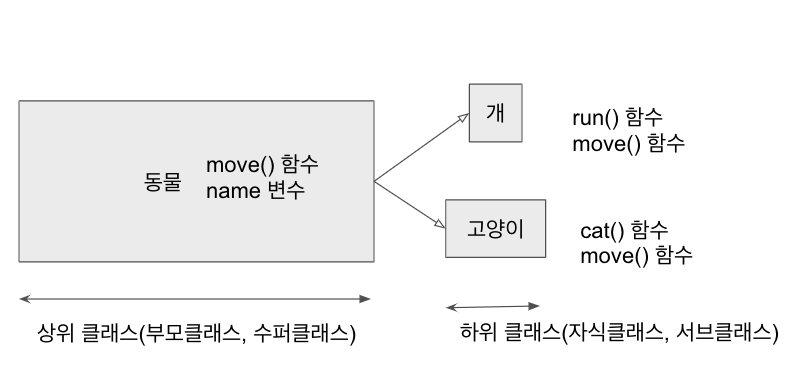 동물
move() 함수
name 변수
개
run() 함수
move() 함수
고양이
cat() 함수
move() 함수
상위 클래스(부모클래스, 수퍼클래스)
하위 클래스(자식클래스, 서브클래스)